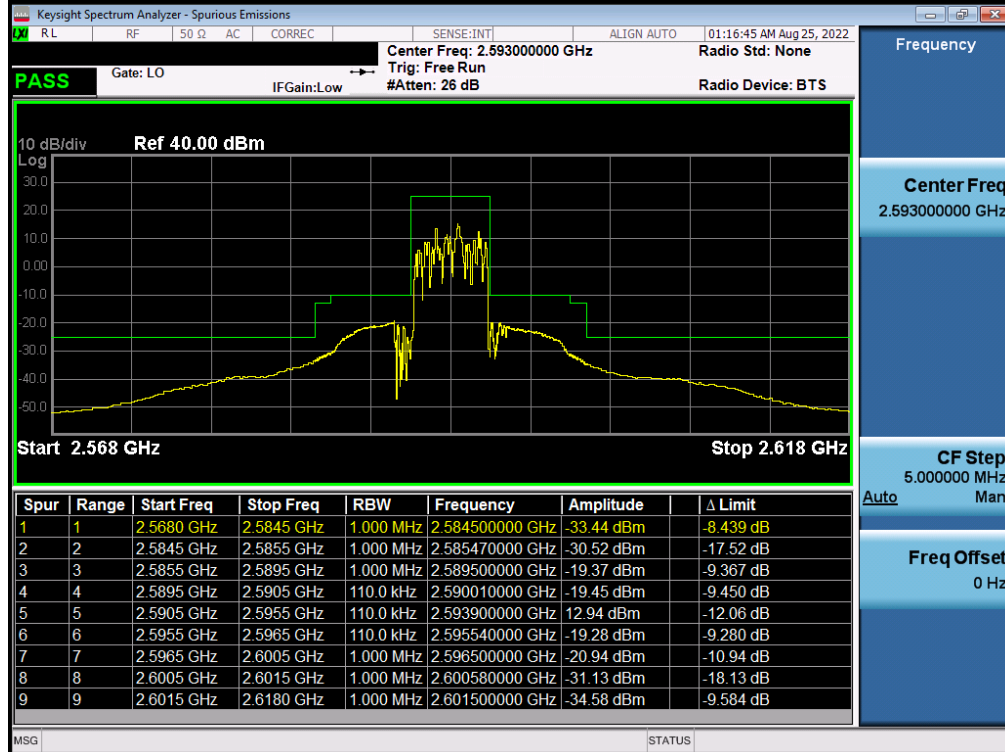 Keysight Spectrum Analyzer - Spurious Emissions
LXI RL RF 50 Ω AC CORREC SENSE:INT ALIGN AUTO 01:16:45 AM Aug 25, 2022
Center Freq: 2.593000000 GHz Radio Std: None
PASS Gate: LO Trig: Free Run
IFGain:Low #Atten: 26 dB Radio Device: BTS
10 dB/div Ref 40.00 dBm
Log
30.0
20.0
10.0
0.00
-10.0
-20.0
-30.0
-40.0
-50.0
Start 2.568 GHz Stop 2.618 GHz
Spur Range Start Freq Stop Freq RBW Frequency Amplitude Δ Limit
1 1 2.5680 GHz 2.5845 GHz 1.000 MHz 2.584500000 GHz -33.44 dBm -8.439 dB
2 2 2.5845 GHz 2.5855 GHz 1.000 MHz 2.585470000 GHz -30.52 dBm -17.52 dB
3 3 2.5855 GHz 2.5895 GHz 1.000 MHz 2.589500000 GHz -19.37 dBm -9.367 dB
4 4 2.5895 GHz 2.5905 GHz 110.0 kHz 2.590010000 GHz -19.45 dBm -9.450 dB
5 5 2.5905 GHz 2.5955 GHz 110.0 kHz 2.593900000 GHz 12.94 dBm -12.06 dB
6 6 2.5955 GHz 2.5965 GHz 110.0 kHz 2.595540000 GHz -19.28 dBm -9.280 dB
7 7 2.5965 GHz 2.6005 GHz 1.000 MHz 2.596500000 GHz -20.94 dBm -10.94 dB
8 8 2.6005 GHz 2.6015 GHz 1.000 MHz 2.600580000 GHz -31.13 dBm -18.13 dB
9 9 2.6015 GHz 2.6180 GHz 1.000 MHz 2.601500000 GHz -34.58 dBm -9.584 dB
MSG STATUS
Frequency
Center Freq
2.593000000 GHz
CF Step
5.000000 MHz
Auto Man
Freq Offset
0 Hz